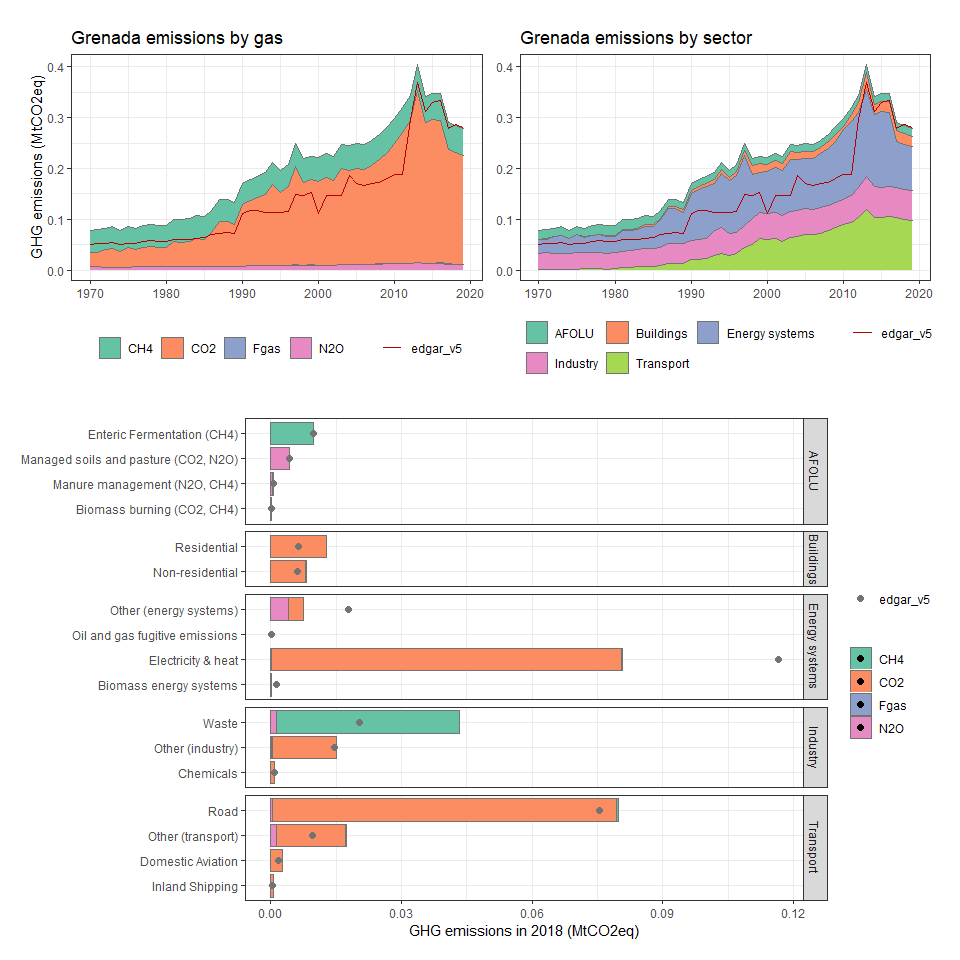 Grenada emissions by gas
GHG emissions (MtCO2eq)
0.4
0.3
0.2
0.1
0.0
1970 1980 1990 2000 2010 2020
CH4 CO2 Fgas N2O edgar_v5
Grenada emissions by sector
0.4
0.3
0.2
0.1
0.0
1970 1980 1990 2000 2010 2020
AFOLU Buildings Energy systems edgar_v5
Industry Transport
Enteric Fermentation (CH4)
Managed soils and pasture (CO2, N2O)
Manure management (N2O, CH4)
Biomass burning (CO2, CH4)
AFOLU
Residential
Non-residential
Buildings
Other (energy systems)
Oil and gas fugitive emissions
Electricity & heat
Biomass energy systems
Energy systems
Waste
Other (industry)
Chemicals
Industry
Road
Other (transport)
Domestic Aviation
Inland Shipping
Transport
0.00 0.03 0.06 0.09 0.12
GHG emissions in 2018 (MtCO2eq)
edgar_v5
CH4
CO2
Fgas
N2O